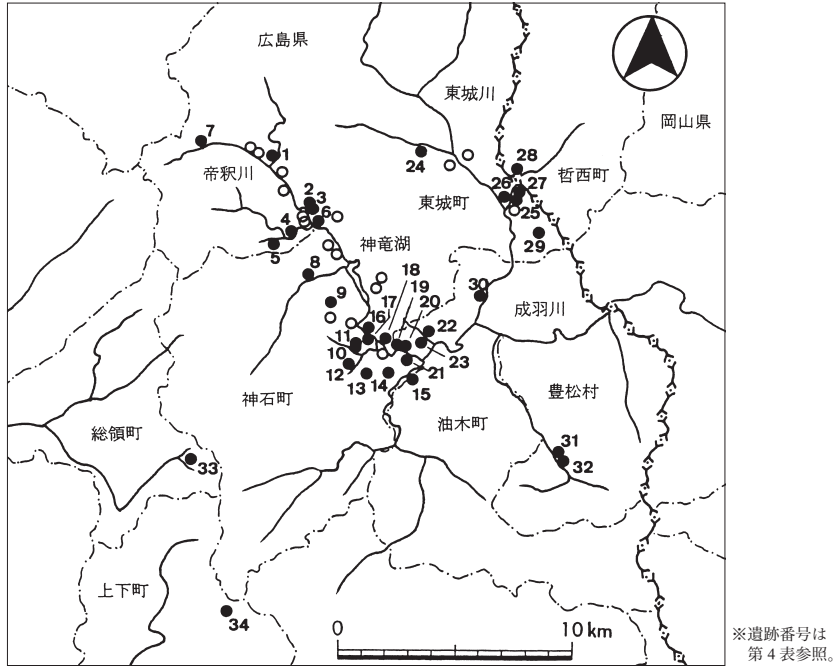 広島県
東城川
岡山県
7
1
24
28
哲西町
帝釈川
26
27
2
3
東城町
25
6
4
29
5
神竜湖
8
18
30
9
19
成羽川
17
20
16
22
11
10
23
12
21
豊松村
13
14
15
神石町
油木町
総領町
31
32
33
上下町
34
0
10 km
※遺跡番号は
第4表参照。